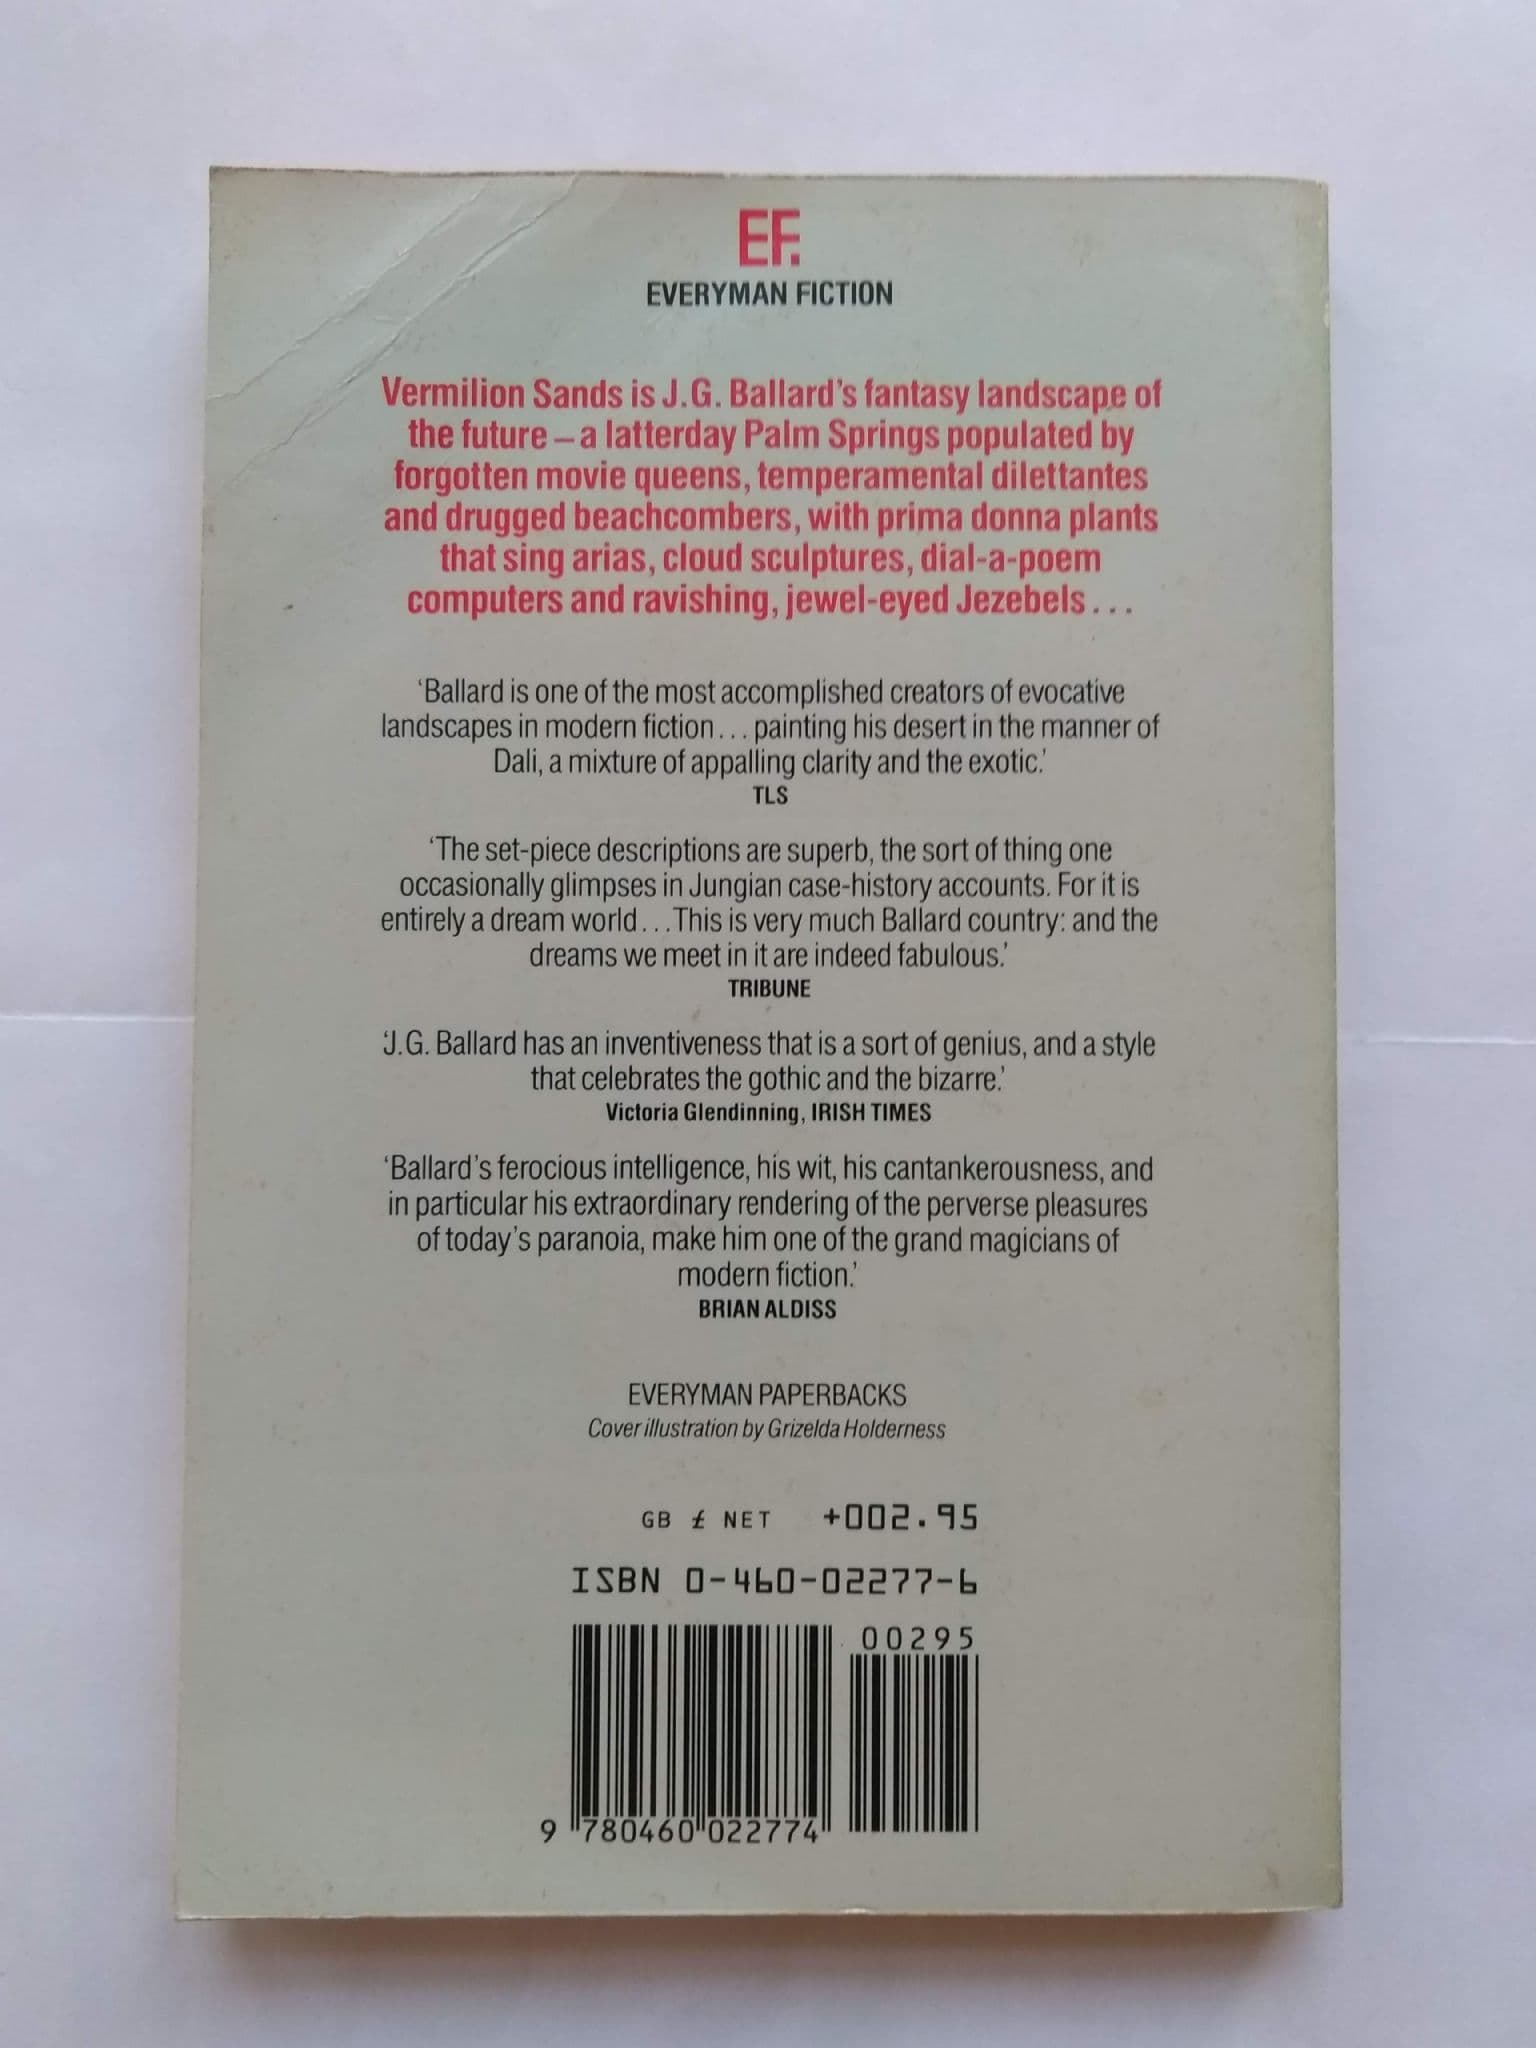 EF.
EVERYMAN FICTION
Vermilion Sands is J.G. Ballard's fantasy landscape of
the future – a latterday Palm Springs populated by
forgotten movie queens, temperamental dilettantes
and drugged beachcombers, with prima donna plants
that sing arias, cloud sculptures, dial-a-poem
computers and ravishing, jewel-eyed Jezebels...
'Ballard is one of the most accomplished creators of evocative
landscapes in modern fiction... painting his desert in the manner of
Dali, a mixture of appalling clarity and the exotic.'
TLS
'The set-piece descriptions are superb, the sort of thing one
occasionally glimpses in Jungian case-history accounts. For it is
entirely a dream world... This is very much Ballard country: and the
dreams we meet in it are indeed fabulous.'
TRIBUNE
'J.G. Ballard has an inventiveness that is a sort of genius, and a style
that celebrates the gothic and the bizarre.'
Victoria Glendinning, IRISH TIMES
'Ballard's ferocious intelligence, his wit, his cantankerousness, and
in particular his extraordinary rendering of the perverse pleasures
of today's paranoia, make him one of the grand magicians of
modern fiction.'
BRIAN ALDISS
EVERYMAN PAPERBACKS
Cover illustration by Grizelda Holderness
GB £ NET +002.95
ISBN 0-460-02277-6
00295
9 780460 022774